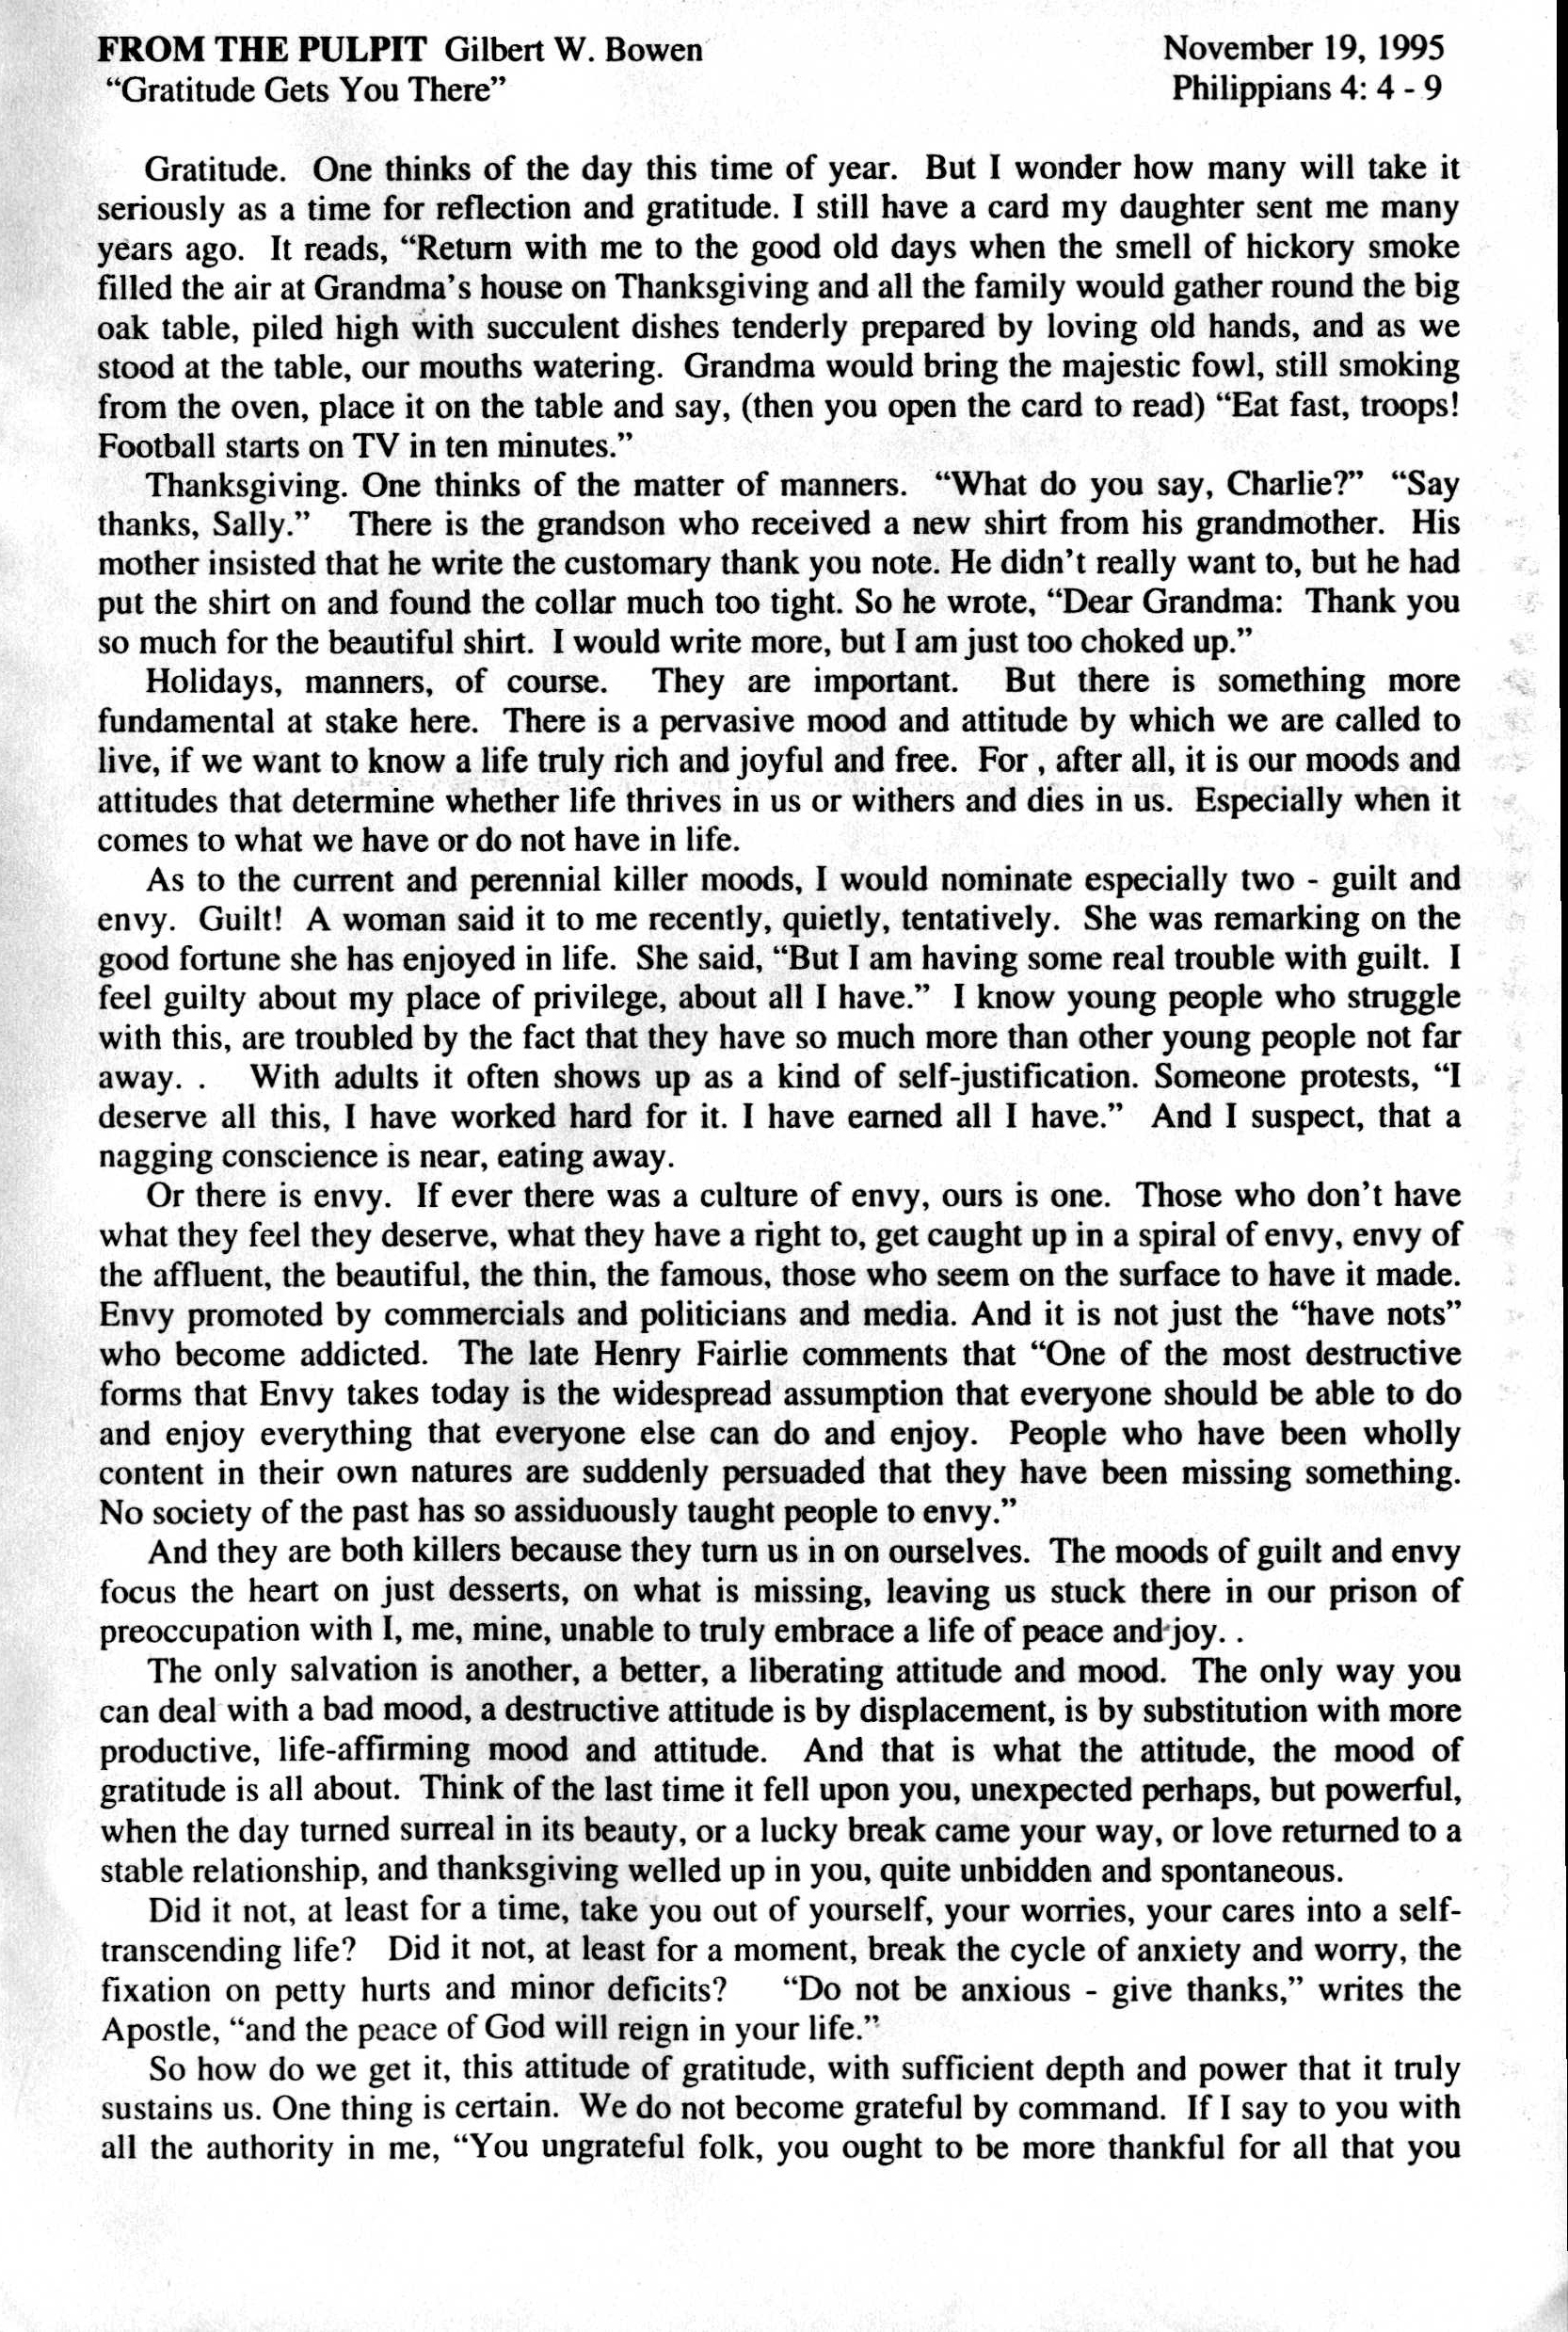 FROM THE PULPIT Gilbert W. Bowen November 19, 1995
“Gratitude Gets You There” Philippians 4: 4 - 9
Gratitude. One thinks of the day this time of year. But I wonder how many will take it
seriously as a time for reflection and gratitude. I still have a card my daughter sent me many
years ago. It reads, “Return with me to the good old days when the smell of hickory smoke
filled the air at Grandma’s house on Thanksgiving and all the family would gather round the big
oak table, piled high with succulent dishes tenderly prepared by loving old hands, and as we
stood at the table, our mouths watering. Grandma would bring the majestic fowl, still smoking
from the oven, place it on the table and say, (then you open the card to read) “Eat fast, troops!
Football starts on TV in ten minutes.”
Thanksgiving. One thinks of the matter of manners. “What do you say, Charlie?” “Say
thanks, Sally.” There is the grandson who received a new shirt from his grandmother. His
mother insisted that he write the customary thank you note. He didn’t really want to, but he had
put the shirt on and found the collar much too tight. So he wrote, “Dear Grandma: Thank you
so much for the beautiful shirt. I would write more, but I am just too choked up.”
Holidays, manners, of course. They are important. But there is something more
fundamental at stake here. There is a pervasive mood and attitude by which we are called to
live, if we want to know a life truly rich and joyful and free. For , after all, it is our moods and
attitudes that determine whether life thrives in us or withers and dies in us. Especially when it
comes to what we have or do not have in life.
As to the current and perennial killer moods, I would nominate especially two - guilt and
envy. Guilt! A woman said it to me recently, quietly, tentatively. She was remarking on the
good fortune she has enjoyed in life. She said, “But I am having some real trouble with guilt. I
feel guilty about my place of privilege, about all I have.” I know young people who struggle
with this, are troubled by the fact that they have so much more than other young people not far
away. . With adults it often shows up as a kind of self-justification. Someone protests, “I
deserve all this, I have worked hard for it. I have earned all I have.” And I suspect, that a
nagging conscience is near, eating away.
Or there is envy. If ever there was a culture of envy, ours is one. Those who don’t have
what they feel they deserve, what they have a right to, get caught up in a spiral of envy, envy of
the affluent, the beautiful, the thin, the famous, those who seem on the surface to have it made.
Envy promoted by commercials and politicians and media. And it is not just the “have nots”
who become addicted. The late Henry Fairlie comments that “One of the most destructive
forms that Envy takes today is the widespread assumption that everyone should be able to do
and enjoy everything that everyone else can do and enjoy. People who have been wholly
content in their own natures are suddenly persuaded that they have been missing something.
No society of the past has so assiduously taught people to envy.”
And they are both killers because they turn us in on ourselves. The moods of guilt and envy
focus the heart on just desserts, on what is missing, leaving us stuck there in our prison of
preoccupation with I, me, mine, unable to truly embrace a life of peace and joy. .
The only salvation is another, a better, a liberating attitude and mood. The only way you
can deal with a bad mood, a destructive attitude is by displacement, is by substitution with more
productive, life-affirming mood and attitude. And that is what the attitude, the mood of
gratitude is all about. Think of the last time it fell upon you, unexpected perhaps, but powerful,
when the day turned surreal in its beauty, or a lucky break came your way, or love returned to a
stable relationship, and thanksgiving welled up in you, quite unbidden and spontaneous.
Did it not, at least for a time, take you out of yourself, your worries, your cares into a self-
transcending life? Did it not, at least for a moment, break the cycle of anxiety and worry, the
fixation on petty hurts and minor deficits? “Do not be anxious - give thanks,” writes the
Apostle, “and the peace of God will reign in your life.”
So how do we get it, this attitude of gratitude, with sufficient depth and power that it truly
sustains us. One thing is certain. We do not become grateful by command. If I say to you with
all the authority in me, “You ungrateful folk, you ought to be more thankful for all that you